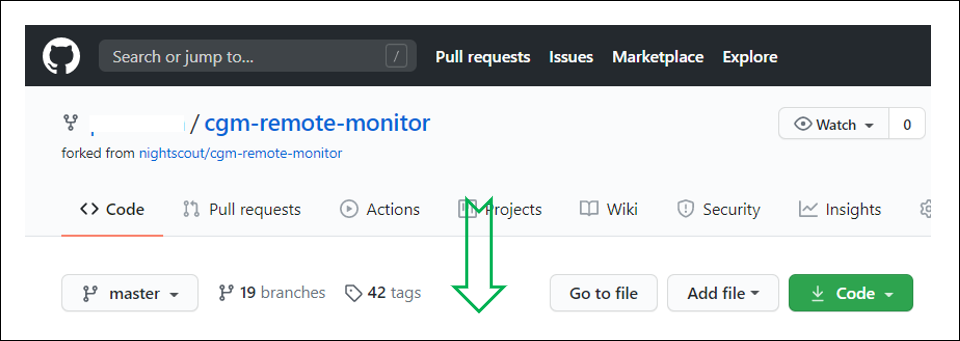 Search or jump to... / Pull requests Issues Marketplace Explore
/ cgm-remote-monitor Watch 0
forked from nightscout/cgm-remote-monitor
Code Pull requests Actions Projects Wiki Security Insights
master 19 branches 42 tags Go to file Add file Code